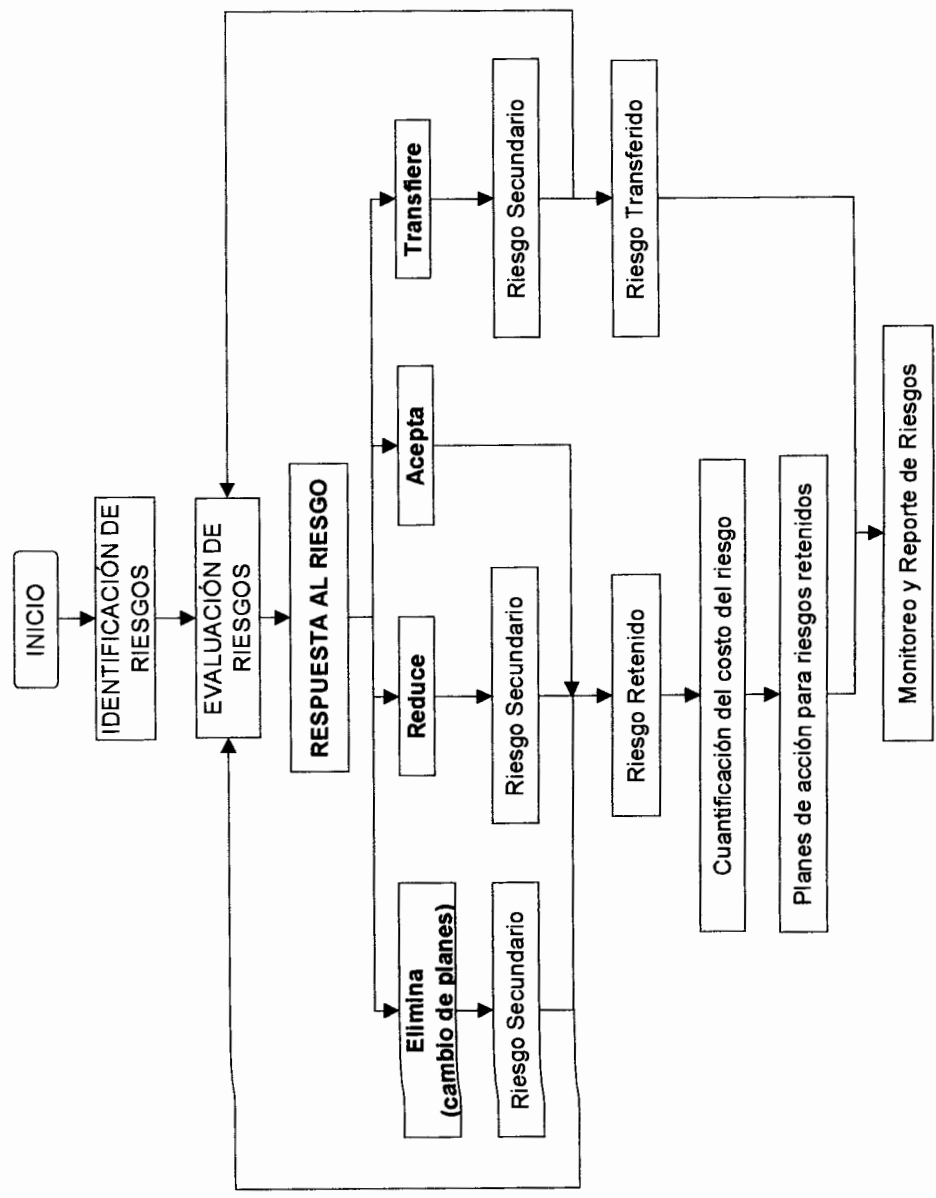 INICIO
IDENTIFICACIÓN DE
RIESGOS
EVALUACIÓN DE
RIESGOS
RESPUESTA AL RIESGO
Elimina
(cambio de planes)
Reduce
Acepta
Transfiere
Riesgo Secundario
Riesgo Secundario
Riesgo Secundario
Riesgo Retenido
Riesgo Transferido
Cuantificación del costo del riesgo
Planes de acción para riesgos retenidos
Monitoreo y Reporte de Riesgos